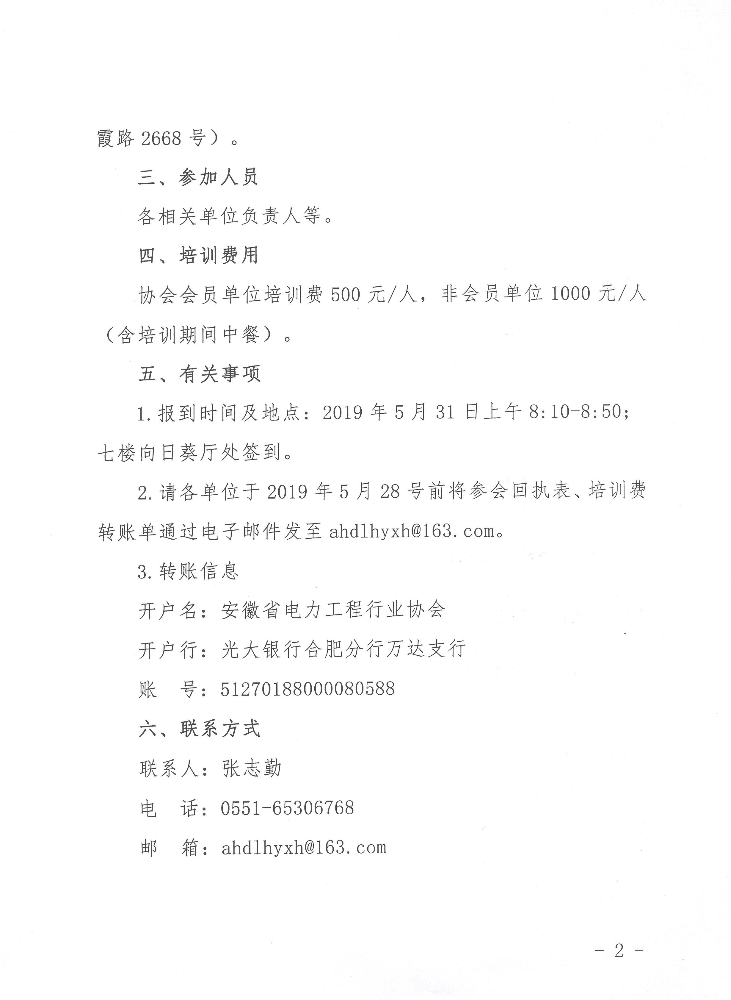 霞路 2668 号）。
三、参加人员
各相关单位负责人等。
四、培训费用
协会会员单位培训费 500 元/人，非会员单位 1000 元/人
（含培训期间中餐）。
五、有关事项
1.报到时间及地点：2019 年 5 月 31 日上午 8:10-8:50；
七楼向日葵厅处签到。
2.请各单位于 2019 年 5 月 28 号前将参会回执表、培训费
转账单通过电子邮件发至 ahdlhyxh@163.com。
3.转账信息
开户名：安徽省电力工程行业协会
开户行：光大银行合肥分行万达支行
账　号：51270188000080588
六、联系方式
联系人：张志勤
电　话：0551-65306768
邮　箱：ahdlhyxh@163.com
- 2 -